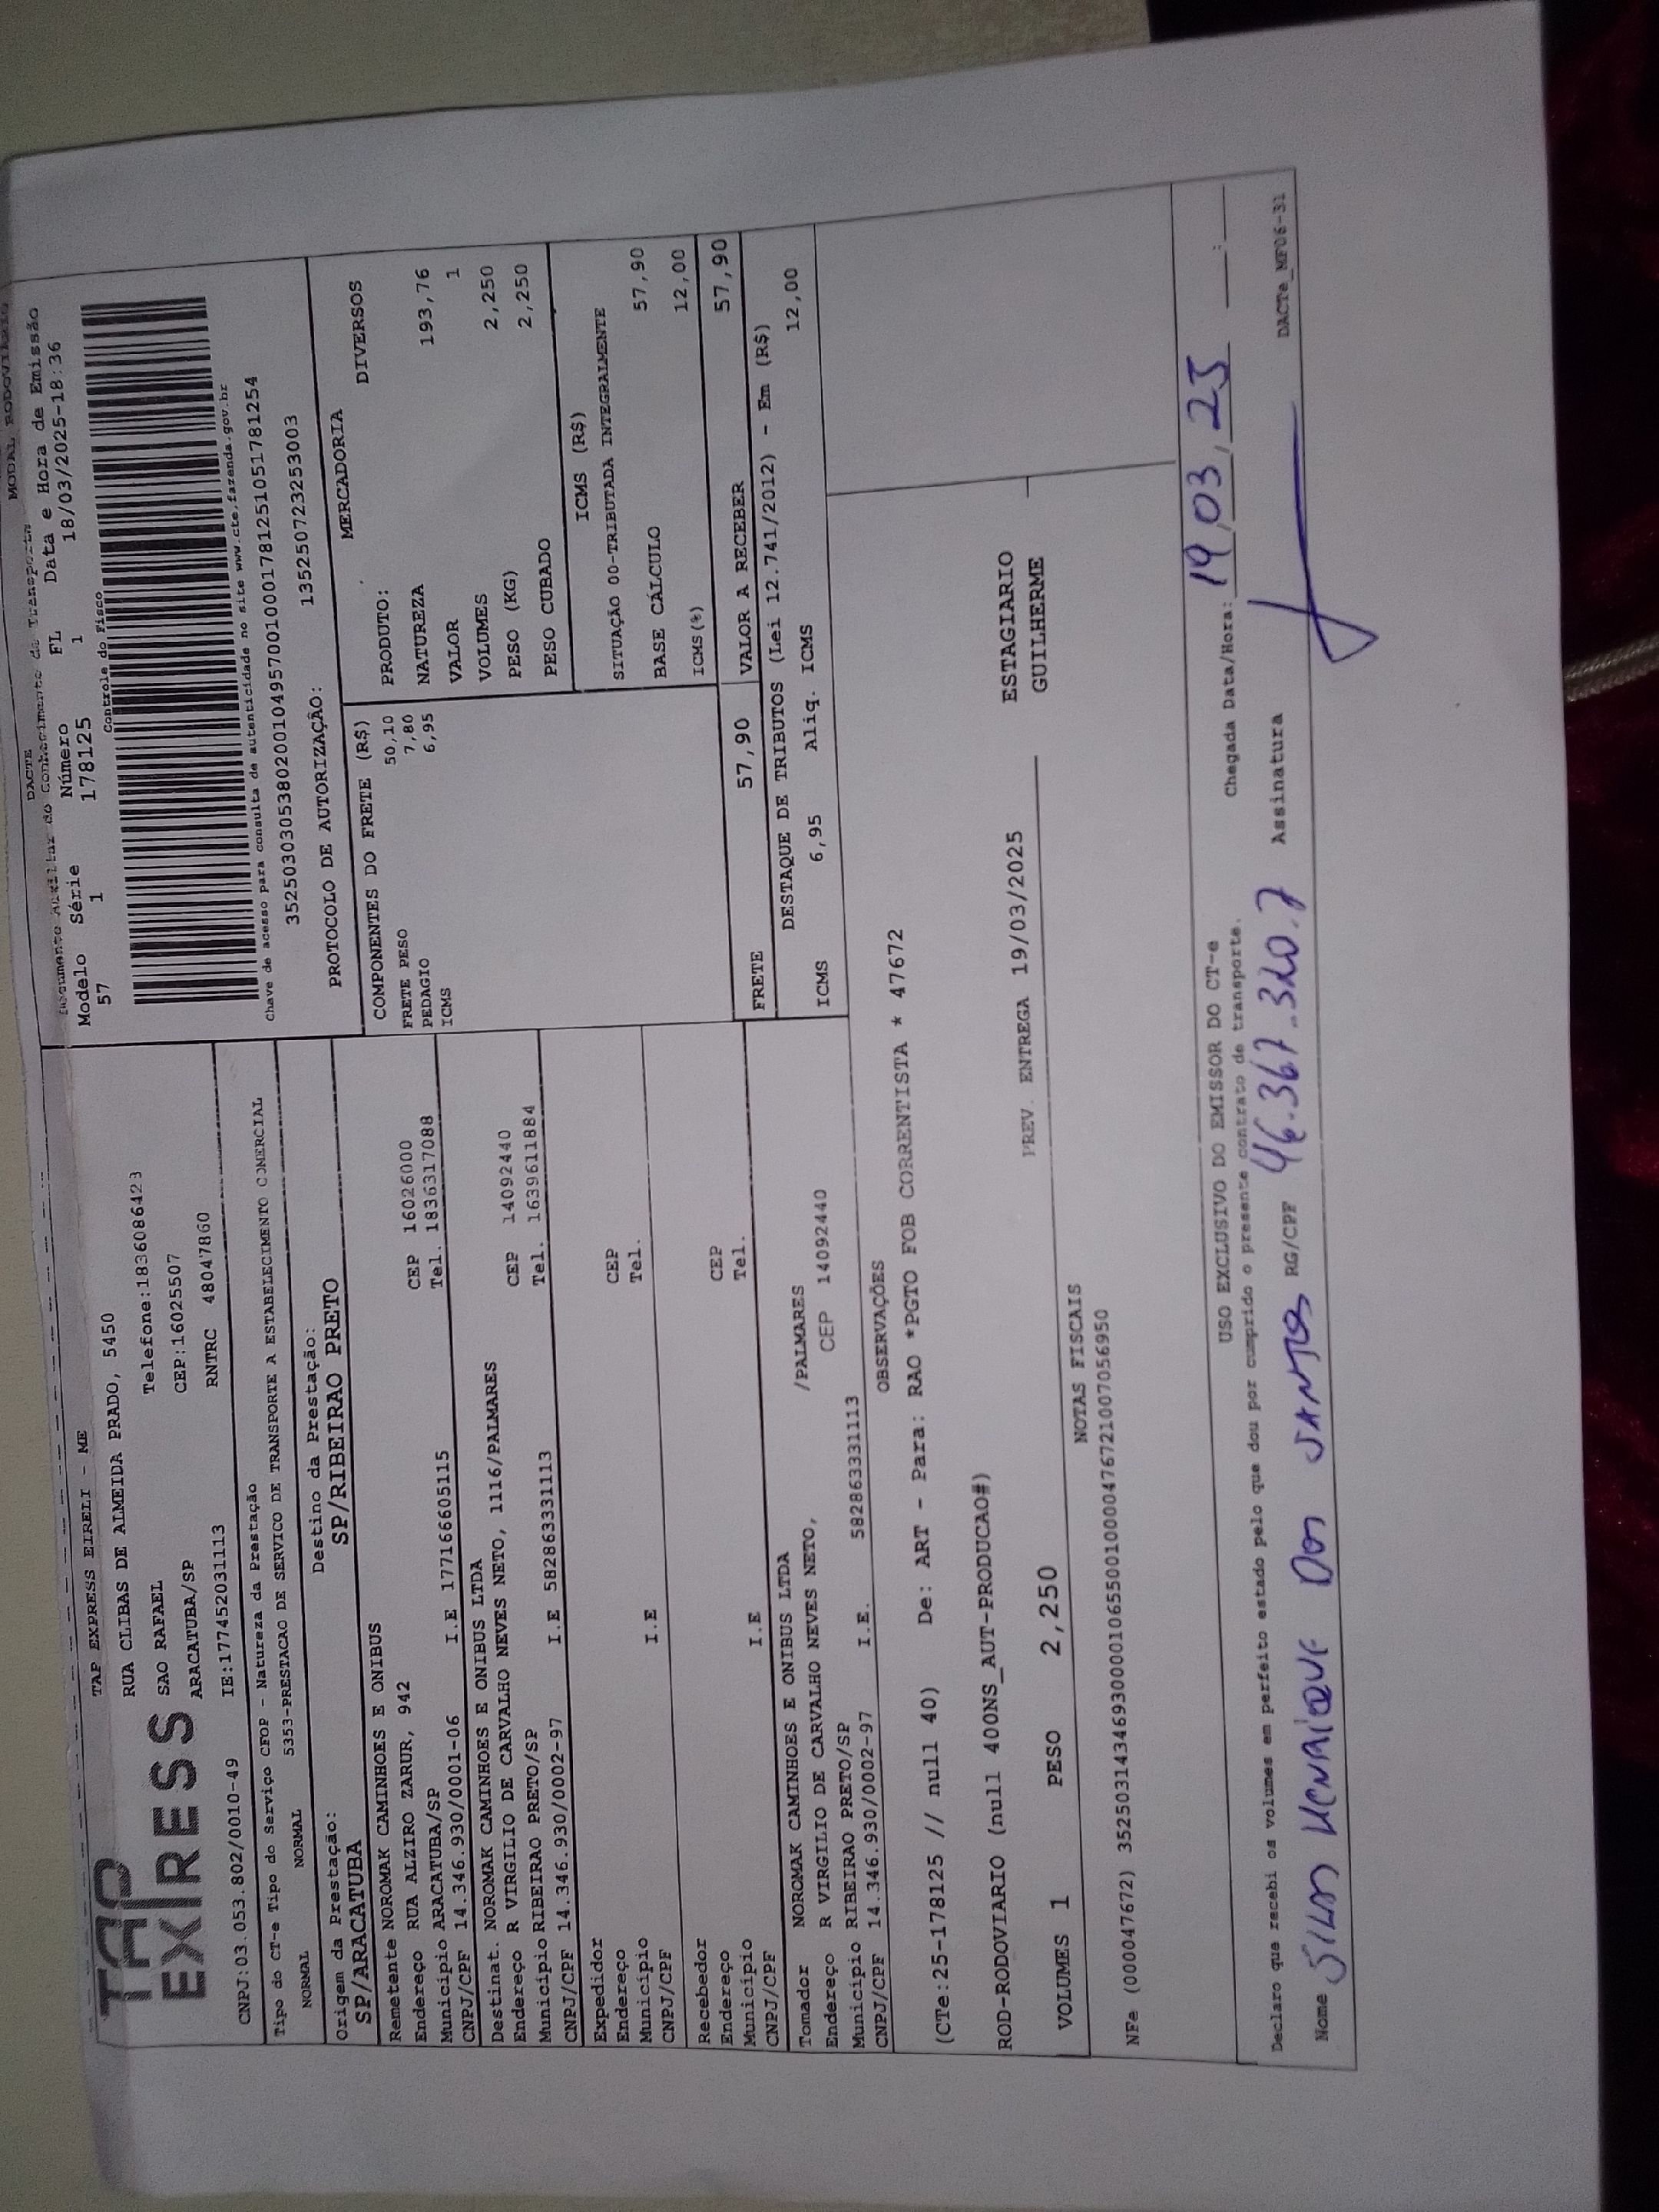 MODAL RODOVIÁRIO
DACTE
Documento Auxiliar do Conhecimento de Transporte
Modelo Série Número FL Data e Hora de Emissão
57 1 178125 1 18/03/2025-18:36
Controle do Fisco
TAP
EXPRESS
TAP EXPRESS EIRELI - ME
RUA CLIBAS DE ALMEIDA PRADO, 5450
SAO RAFAEL Telefone:1836086423
ARACATUBA/SP CEP:16025507
CNPJ:03.053.802/0010-49 IE:177452031113 RNTRC 48047860
Chave de acesso para consulta de autenticidade no site www.cte.fazenda.gov.br
35250303053802001049570010001781251051781254
PROTOCOLO DE AUTORIZAÇÃO: 135250723253003
Tipo do CT-e Tipo do Serviço CFOP - Natureza da Prestação
NORMAL NORMAL 5353-PRESTACAO DE SERVICO DE TRANSPORTE A ESTABELECIMENTO COMERCIAL
Origem da Prestação: Destino da Prestação:
SP/ARACATUBA SP/RIBEIRAO PRETO
Remetente NOROMAK CAMINHOES E ONIBUS
Endereço RUA ALZIRO ZARUR, 942 CEP 16026000
Município ARACATUBA/SP Tel. 1836317088
CNPJ/CPF 14.346.930/0001-06 I.E 177166605115
Destinat. NOROMAK CAMINHOES E ONIBUS LTDA
Endereço R VIRGILIO DE CARVALHO NEVES NETO, 1116/PALMARES CEP 14092440
Município RIBEIRAO PRETO/SP Tel. 1639611884
CNPJ/CPF 14.346.930/0002-97 I.E 582863331113
Expedidor
Endereço CEP
Município Tel.
CNPJ/CPF I.E
Recebedor
Endereço CEP
Município Tel.
CNPJ/CPF I.E
Tomador NOROMAK CAMINHOES E ONIBUS LTDA
Endereço R VIRGILIO DE CARVALHO NEVES NETO, /PALMARES
Município RIBEIRAO PRETO/SP CEP 14092440
CNPJ/CPF 14.346.930/0002-97 I.E. 582863331113
COMPONENTES DO FRETE (R$)
FRETE PESO 50,10
PEDAGIO 7,80
ICMS 6,95
MERCADORIA
PRODUTO: DIVERSOS
NATUREZA
VALOR 193,76
VOLUMES 1
PESO (KG) 2,250
PESO CUBADO 2,250
ICMS (R$)
SITUAÇÃO 00-TRIBUTADA INTEGRALMENTE
BASE CÁLCULO 57,90
ICMS(%) 12,00
FRETE 57,90 VALOR A RECEBER 57,90
DESTAQUE DE TRIBUTOS (Lei 12.741/2012) - Em (R$)
ICMS 6,95 Aliq. ICMS 12,00
OBSERVAÇÕES
(CTe:25-178125 // null 40) De: ART - Para: RAO *PGTO FOB CORRENTISTA * 47672
ROD-RODOVIARIO (null 400NS_AUT-PRODUCAO#) ESTAGIARIO
PREV. ENTREGA 19/03/2025 GUILHERME
VOLUMES 1 PESO 2,250
NOTAS FISCAIS
NFe (000047672) 35250314346930000106550010000476721007056950
USO EXCLUSIVO DO EMISSOR DO CT-e
Declaro que recebi os volumes em perfeito estado pelo que dou por cumprido o presente contrato de transporte.
Chegada Data/Hora: 19/03/25 __:__
Nome SILAS HENRIQUE DOS SANTOS RG/CPF 46.367.320.7 Assinatura
DACTe_MF06-31